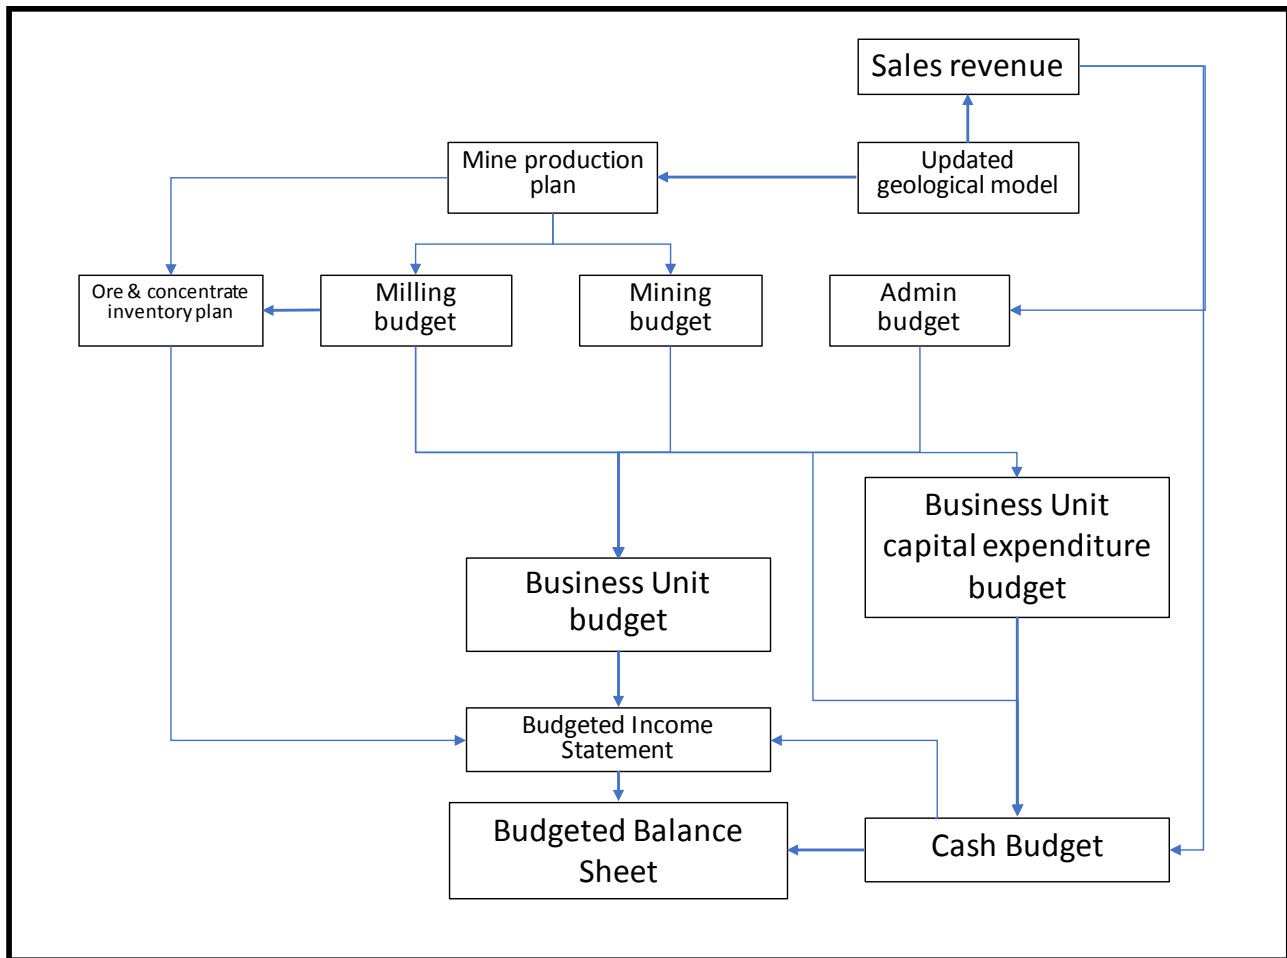 Sales revenue
Mine production
plan
Updated
geological model
Ore & concentrate
inventory plan
Milling
budget
Mining
budget
Admin
budget
Business Unit
capital expenditure
budget
Business Unit
budget
Budgeted Income
Statement
Budgeted Balance
Sheet
Cash Budget